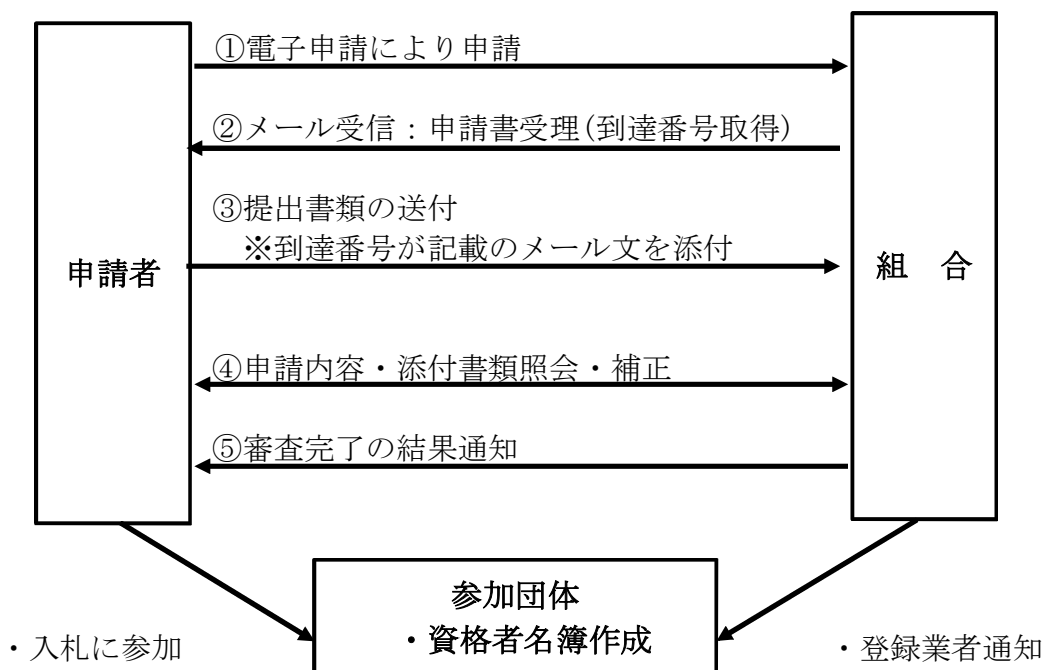 ①電子申請により申請
②メール受信：申請書受理(到達番号取得)
③提出書類の送付
※到達番号が記載のメール文を添付
申請者
組　合
④申請内容・添付書類照会・補正
⑤審査完了の結果通知
参加団体
・資格者名簿作成
・入札に参加
・登録業者通知